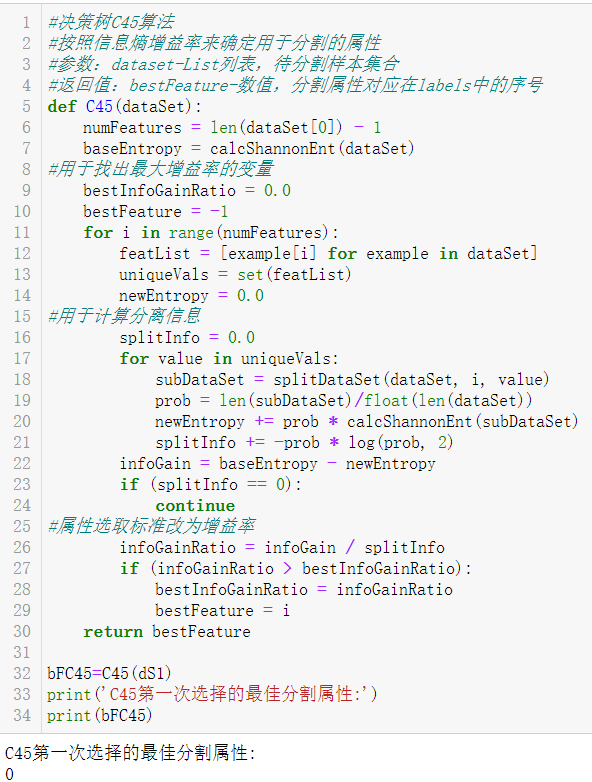 1 #决策树C45算法
2 #按照信息熵增益率来确定用于分割的属性
3 #参数: dataset-List列表, 待分割样本集合
4 #返回值: bestFeature-数值, 分割属性对应在labels中的序号
5 def C45(dataSet):
6     numFeatures = len(dataSet[0]) - 1
7     baseEntropy = calcShannonEnt(dataSet)
8 #用于找出最大增益率的变量
9     bestInfoGainRatio = 0.0
10     bestFeature = -1
11     for i in range(numFeatures):
12         featList = [example[i] for example in dataSet]
13         uniqueVals = set(featList)
14         newEntropy = 0.0
15 #用于计算分离信息
16         splitInfo = 0.0
17         for value in uniqueVals:
18             subDataSet = splitDataSet(dataSet, i, value)
19             prob = len(subDataSet)/float(len(dataSet))
20             newEntropy += prob * calcShannonEnt(subDataSet)
21             splitInfo += -prob * log(prob, 2)
22         infoGain = baseEntropy - newEntropy
23         if (splitInfo == 0):
24             continue
25 #属性选取标准改为增益率
26         infoGainRatio = infoGain / splitInfo
27         if (infoGainRatio > bestInfoGainRatio):
28             bestInfoGainRatio = infoGainRatio
29             bestFeature = i
30     return bestFeature
31
32 bFC45=C45(dS1)
33 print('C45第一次选择的最佳分割属性:')
34 print(bFC45)
C45第一次选择的最佳分割属性:
0